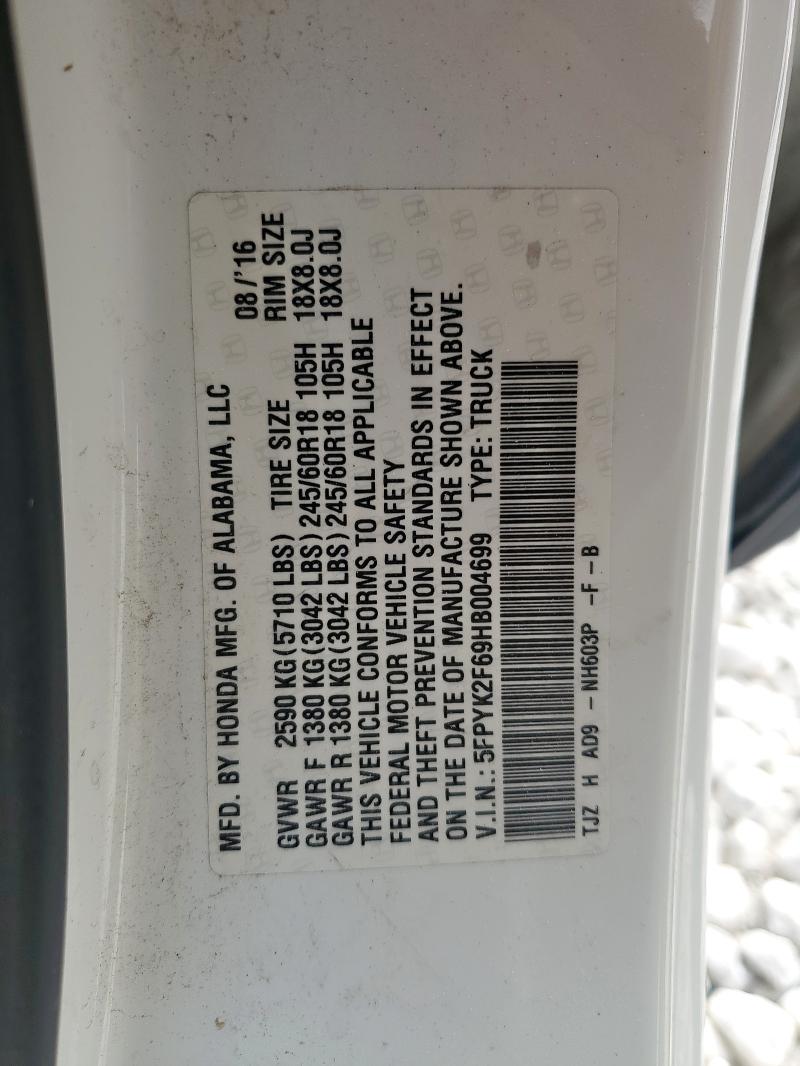 MFD. BY HONDA MFG. OF ALABAMA, LLC 08/'16
GVWR 2590 KG(5710 LBS) TIRE SIZE RIM SIZE
GAWR F 1380 KG(3042 LBS)245/60R18 105H 18X8.0J
GAWR R 1380 KG(3042 LBS)245/60R18 105H 18X8.0J
THIS VEHICLE CONFORMS TO ALL APPLICABLE
FEDERAL MOTOR VEHICLE SAFETY
AND THEFT PREVENTION STANDARDS IN EFFECT
ON THE DATE OF MANUFACTURE SHOWN ABOVE.
V.I.N.: 5FPYK2F69HB004699 TYPE: TRUCK
TJZ H AD9 -NH603P -F -B